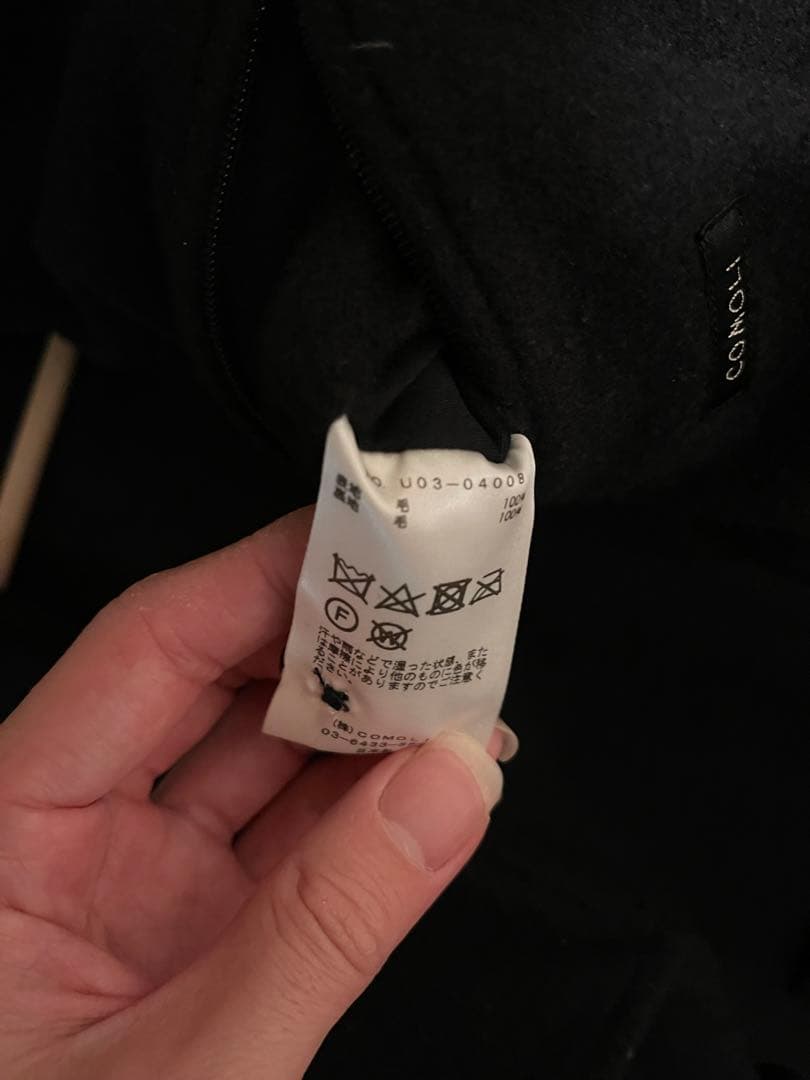 U03-04008
表地 毛 100%
裏地 毛 100%
F
W
汗や雨などで湿った状態、また
は摩擦により他のものに色が移
ることがありますのでご注意く
ださい。
(株)COMOL
03-6433-
COMOLI